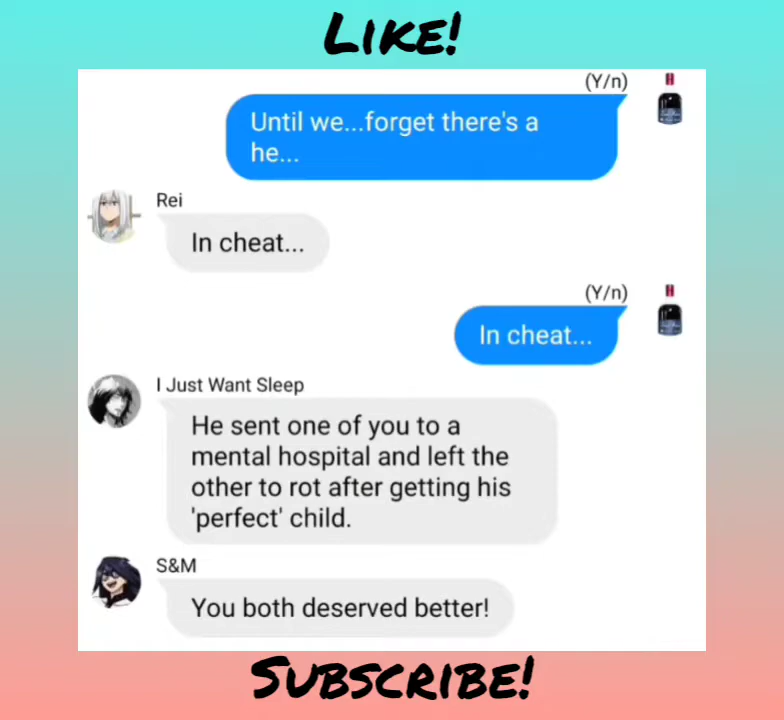 LIKE!
(Y/n)
Until we...forget there's a
he...
Rei
In cheat...
(Y/n)
In cheat...
I Just Want Sleep
He sent one of you to a
mental hospital and left the
other to rot after getting his
'perfect' child.
S&M
You both deserved better!
SUBSCRIBE!